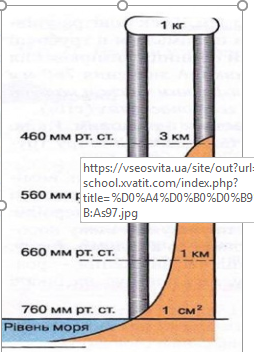 1 кг
460 мм рт. ст. 3 км
https://vseosvita.ua/site/out?url=
school.xvatit.com/index.php?
title=%D0%A4%D0%B0%D0%B9
B:As97.jpg
560 мм
660 мм рт. ст. 1 км
760 мм рт. ст. 1 см²
Рівень моря